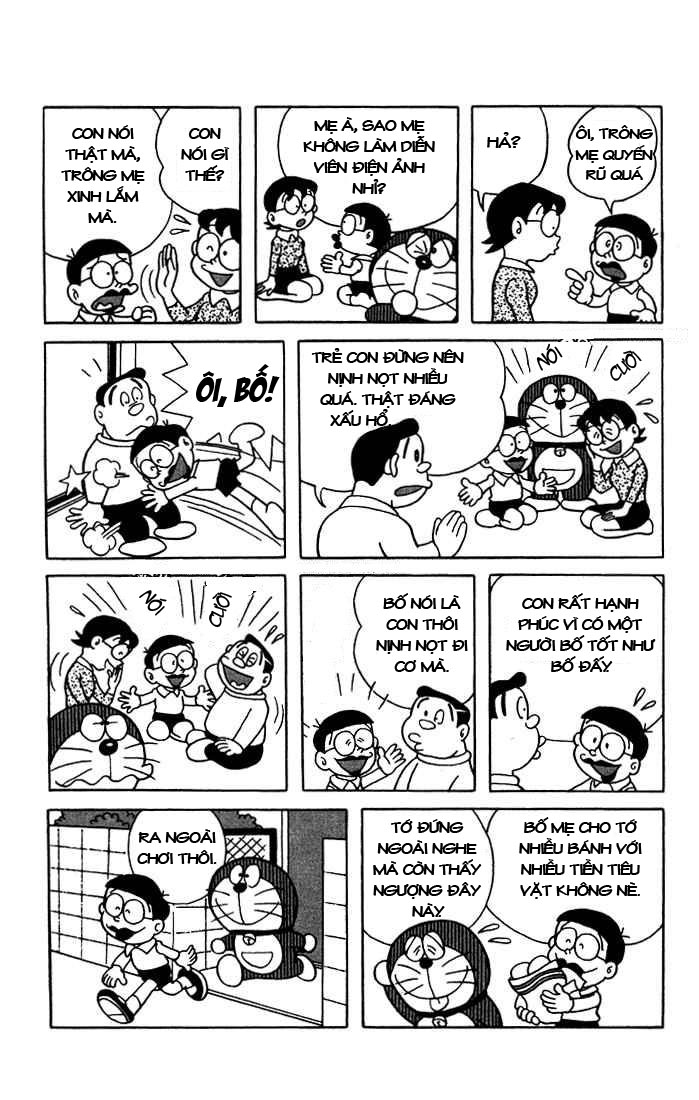 ÔI, TRÔNG
MẸ QUYẾN
RŨ QUÁ
HẢ?
MẸ À, SAO MẸ
KHÔNG LÀM DIỄN
VIÊN ĐIỆN ẢNH
NHỈ?
CON
NÓI GÌ
THẾ?
CON NÓI
THẬT MÀ,
TRÔNG MẸ
XINH LẮM
MÀ.
NÓI
CƯỜI
TRẺ CON ĐỪNG NÊN
NỊNH NỌT NHIỀU
QUÁ. THẬT ĐÁNG
XẤU HỔ.
ÔI, BỐ!
CON RẤT HẠNH
PHÚC VÌ CÓ MỘT
NGƯỜI BỐ TỐT NHƯ
BỐ ĐẤY.
BỐ NÓI LÀ
CON THÔI
NỊNH NỌT ĐI
CƠ MÀ.
NÓI
CƯỜI
BỐ MẸ CHO TỚ
NHIỀU BÁNH VỚI
NHIỀU TIỀN TIÊU
VẶT KHÔNG NÈ.
TỚ ĐỨNG
NGOÀI NGHE
MÀ CÒN THẤY
NGƯỢNG ĐÂY
NÀY.
RA NGOÀI
CHƠI THÔI.